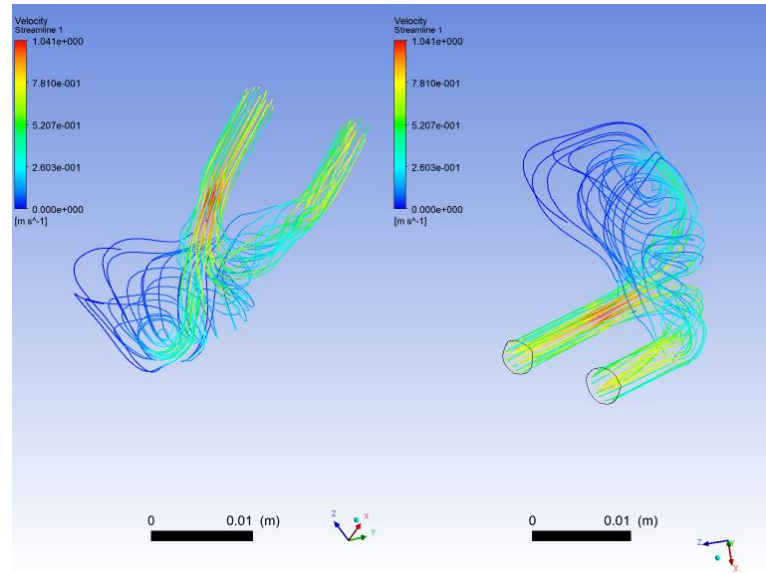 Velocity
Streamline 1
1.041e+000
7.810e-001
5.207e-001
2.603e-001
0.000e+000
[m s^-1]
Velocity
Streamline 1
1.041e+000
7.810e-001
5.207e-001
2.603e-001
0.000e+000
[m s^-1]
0 0.01 (m)
Z X Y
0 0.01 (m)
Z Y X